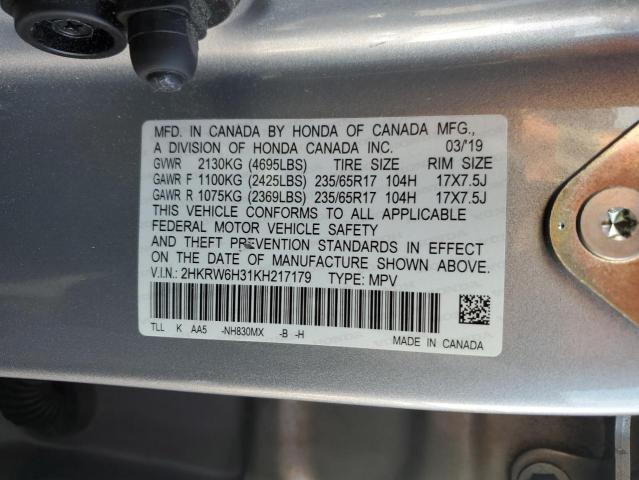 MFD. IN CANADA BY HONDA OF CANADA MFG.,
A DIVISION OF HONDA CANADA INC. 03/'19
GVWR 2130KG (4695LBS) TIRE SIZE RIM SIZE
GAWR F 1100KG (2425LBS) 235/65R17 104H 17X7.5J
GAWR R 1075KG (2369LBS) 235/65R17 104H 17X7.5J
THIS VEHICLE CONFORMS TO ALL APPLICABLE
FEDERAL MOTOR VEHICLE SAFETY
AND THEFT PREVENTION STANDARDS IN EFFECT
ON THE DATE OF MANUFACTURE SHOWN ABOVE.
V.I.N.: 2HKRW6H31KH217179 TYPE: MPV
TLL K AA5 -NH830MX -B -H
MADE IN CANADA